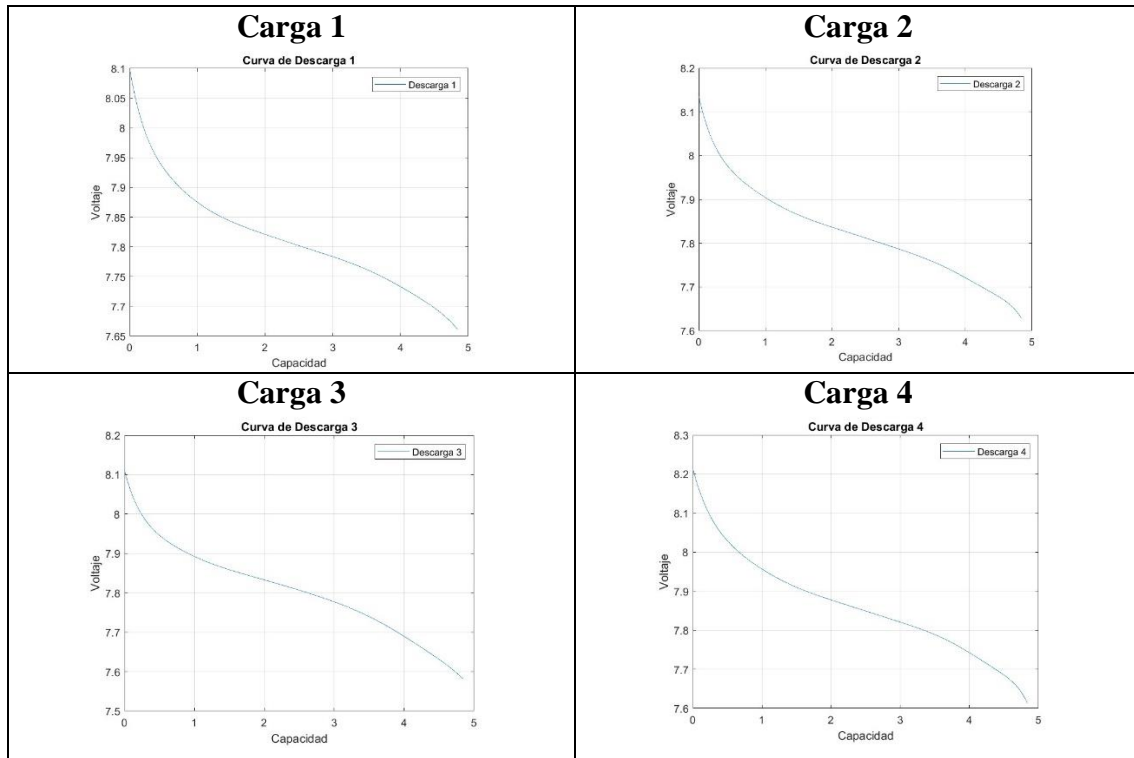 Carga 1
Curva de Descarga 1
Descarga 1
8.1
8.05
8
7.95
7.9
7.85
7.8
7.75
7.7
7.65
Voltaje
0 1 2 3 4 5
Capacidad
Carga 2
Curva de Descarga 2
Descarga 2
8.2
8.1
8
7.9
7.8
7.7
7.6
Voltaje
0 1 2 3 4 5
Capacidad
Carga 3
Curva de Descarga 3
Descarga 3
8.2
8.1
8
7.9
7.8
7.7
7.6
7.5
Voltaje
0 1 2 3 4 5
Capacidad
Carga 4
Curva de Descarga 4
Descarga 4
8.3
8.2
8.1
8
7.9
7.8
7.7
7.6
Voltaje
0 1 2 3 4 5
Capacidad